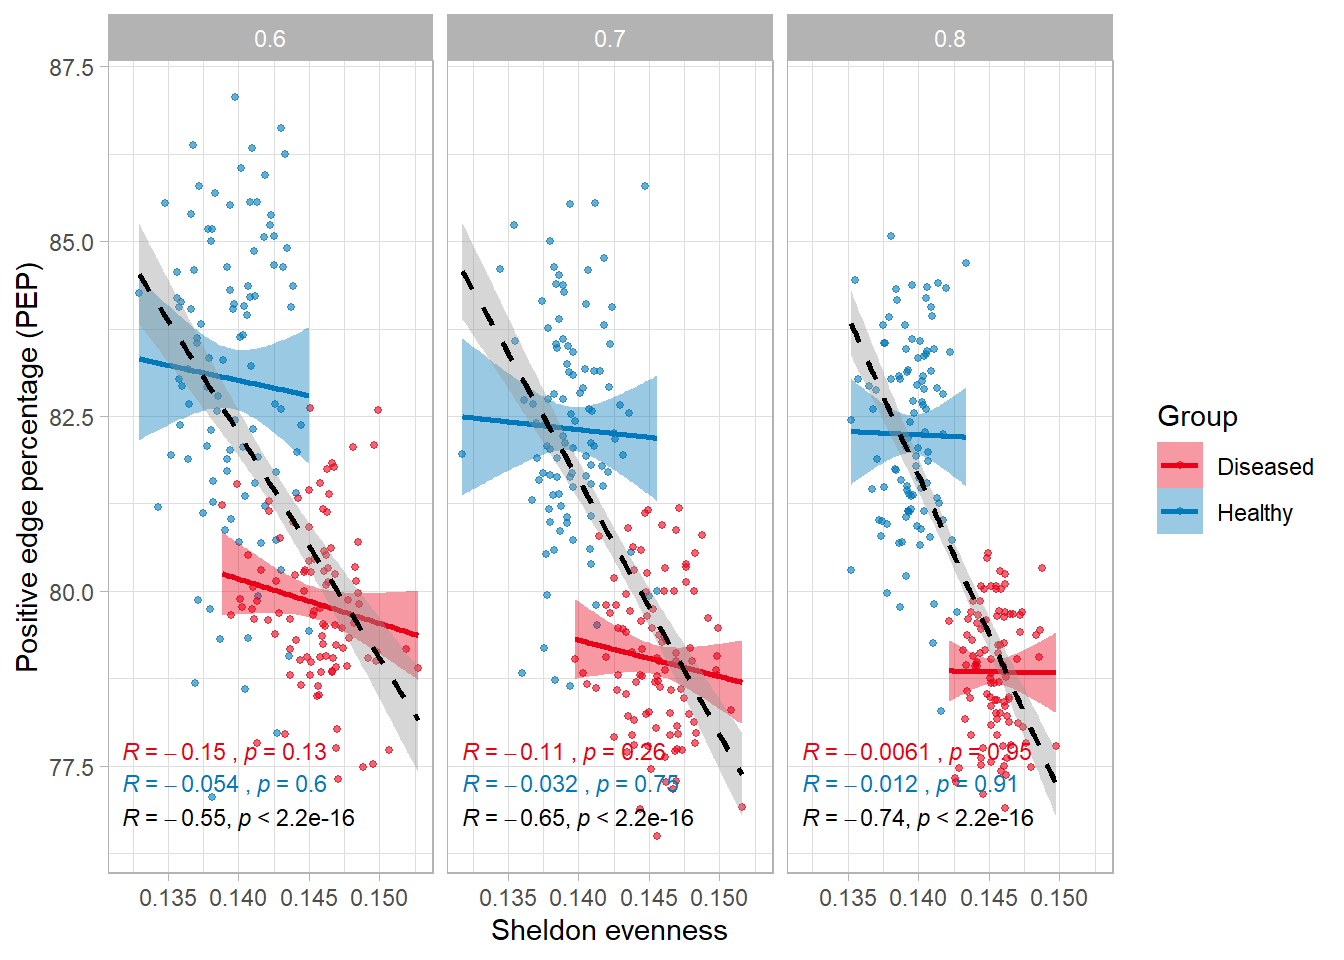 0.6 0.7 0.8
87.5
85.0
82.5
80.0
77.5
Positive edge percentage (PEP)
R = −0.15 , p = 0.13
R = −0.054 , p = 0.6
R = −0.55, p < 2.2e-16
R = −0.11 , p = 0.26
R = −0.032 , p = 0.75
R = −0.65, p < 2.2e-16
R = −0.0061 , p = 0.95
R = −0.012 , p = 0.91
R = −0.74, p < 2.2e-16
0.135 0.140 0.145 0.150 0.135 0.140 0.145 0.150 0.135 0.140 0.145 0.150
Sheldon evenness
Group
Diseased
Healthy